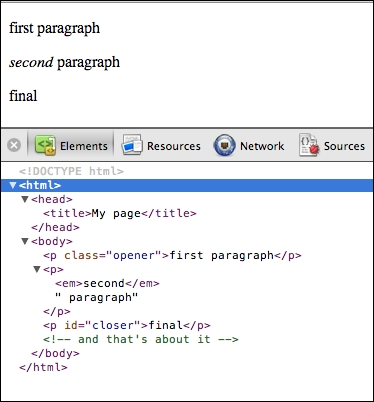 first paragraph
second paragraph
final
Elements Resources Network Sources
<!DOCTYPE html>
▼<html>
▼<head>
<title>My page</title>
</head>
▼<body>
<p class="opener">first paragraph</p>
▼<p>
<em>second</em>
" paragraph"
</p>
<p id="closer">final</p>
<!-- and that's about it -->
</body>
</html>